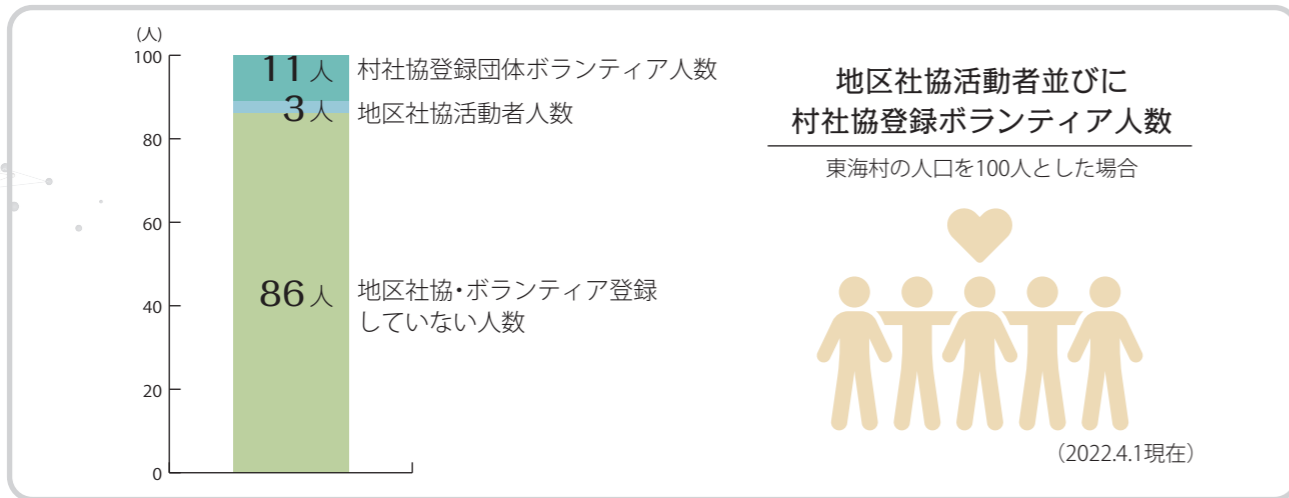 (人)
100
80
60
40
20
0
11人 村社協登録団体ボランティア人数
3人 地区社協活動者人数
86人 地区社協・ボランティア登録
していない人数
地区社協活動者並びに
村社協登録ボランティア人数
東海村の人口を100人とした場合
（2022.4.1現在）